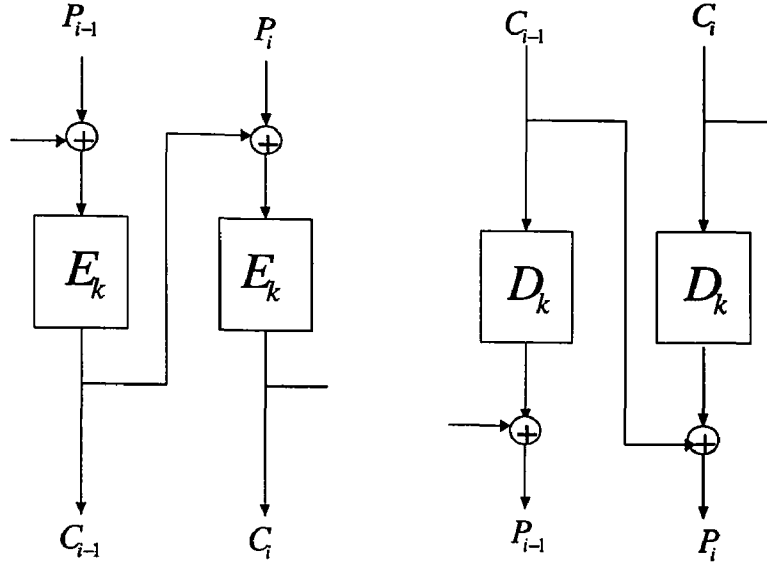 P_{i-1} P_i C_{i-1} C_i
E_k E_k D_k D_k
C_{i-1} C_i P_{i-1} P_i